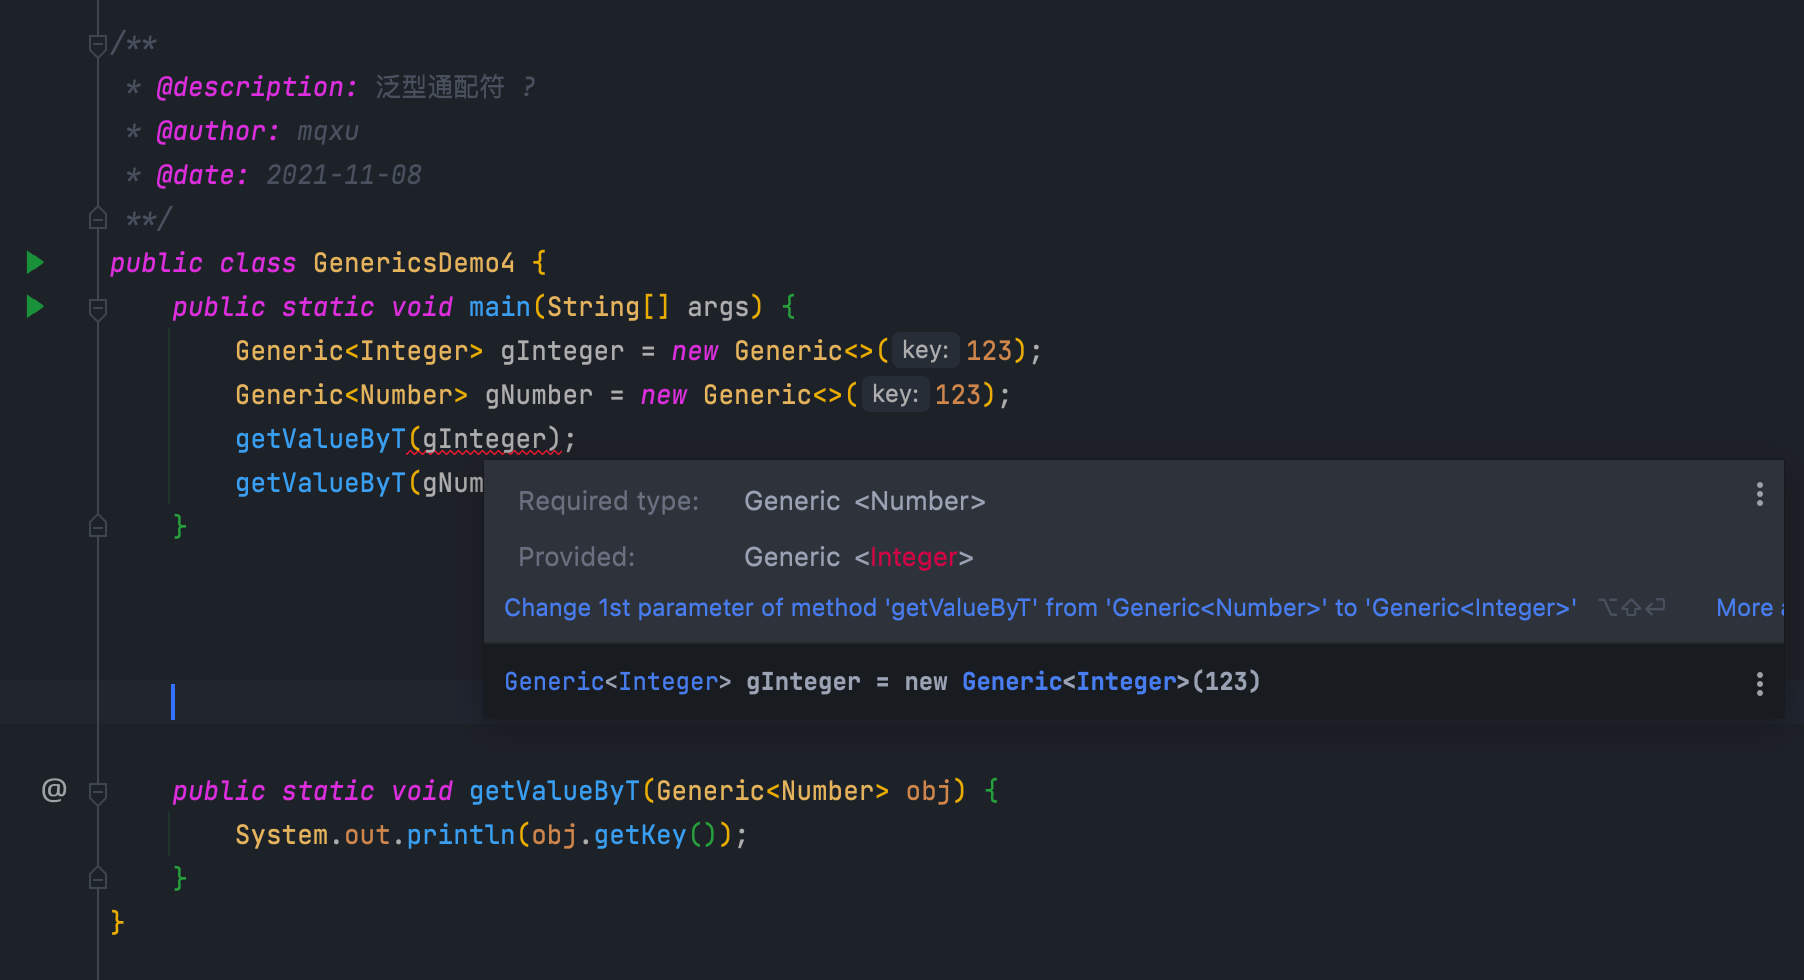 /**
* @description: 泛型通配符 ?
* @author: mqxu
* @date: 2021-11-08
**/
public class GenericsDemo4 {
public static void main(String[] args) {
Generic<Integer> gInteger = new Generic<>( key: 123);
Generic<Number> gNumber = new Generic<>( key: 123);
getValueByT(gInteger);
getValueByT(gNum
Required type: Generic <Number>
}
Provided: Generic <Integer>
Change 1st parameter of method 'getValueByT' from 'Generic<Number>' to 'Generic<Integer>' ⌥⇧⏎ More
Generic<Integer> gInteger = new Generic<Integer>(123)
@ public static void getValueByT(Generic<Number> obj) {
System.out.println(obj.getKey());
}
}